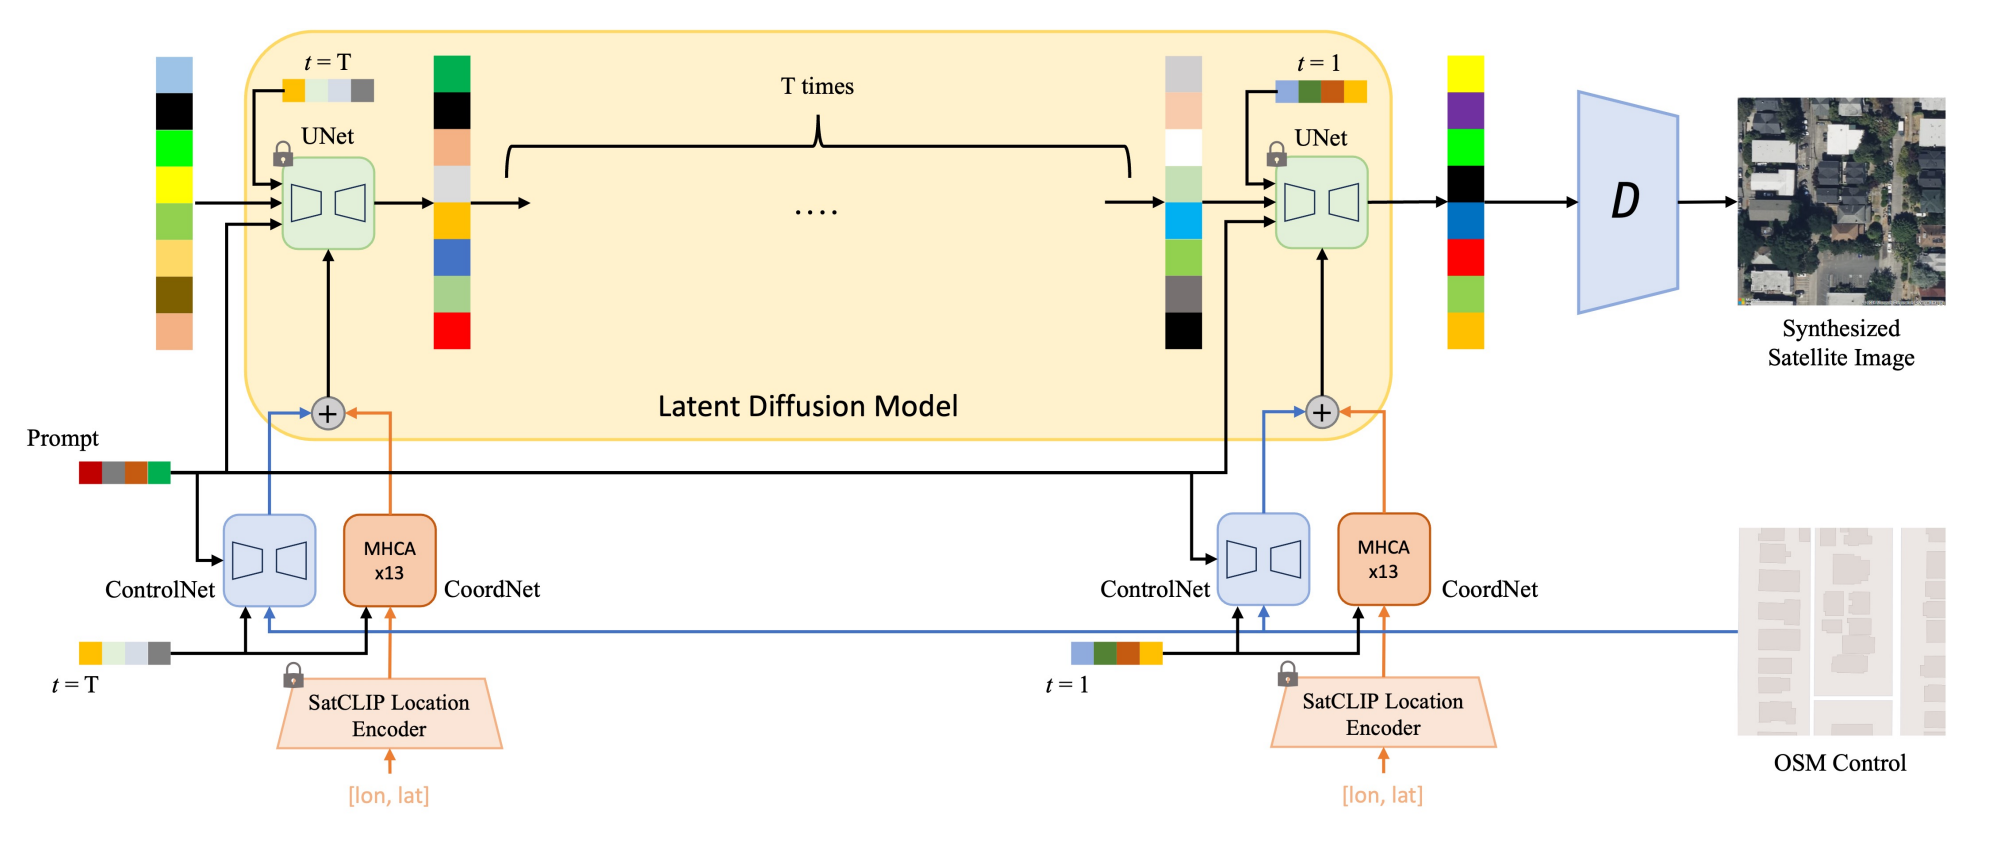 t = T
UNet
T times
t = 1
UNet
D
Synthesized
Satellite Image
Latent Diffusion Model
+
+
Prompt
MHCA
x13
ControlNet
CoordNet
MHCA
x13
ControlNet
CoordNet
t = T
t = 1
SatCLIP Location
Encoder
SatCLIP Location
Encoder
OSM Control
[lon, lat]
[lon, lat]